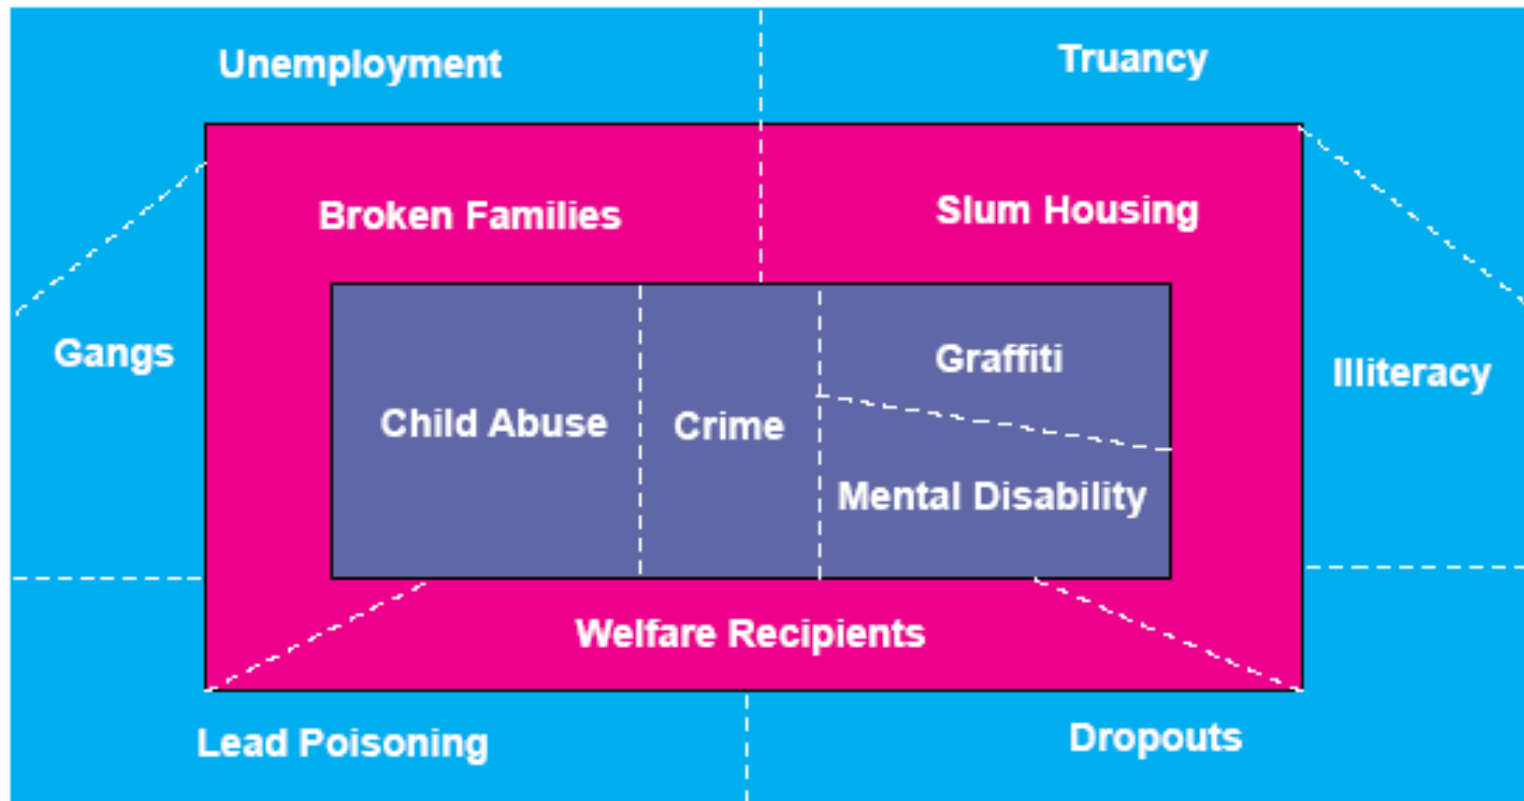 Unemployment
Truancy
Broken Families
Slum Housing
Gangs
Graffiti
Illiteracy
Child Abuse
Crime
Mental Disability
Welfare Recipients
Lead Poisoning
Dropouts